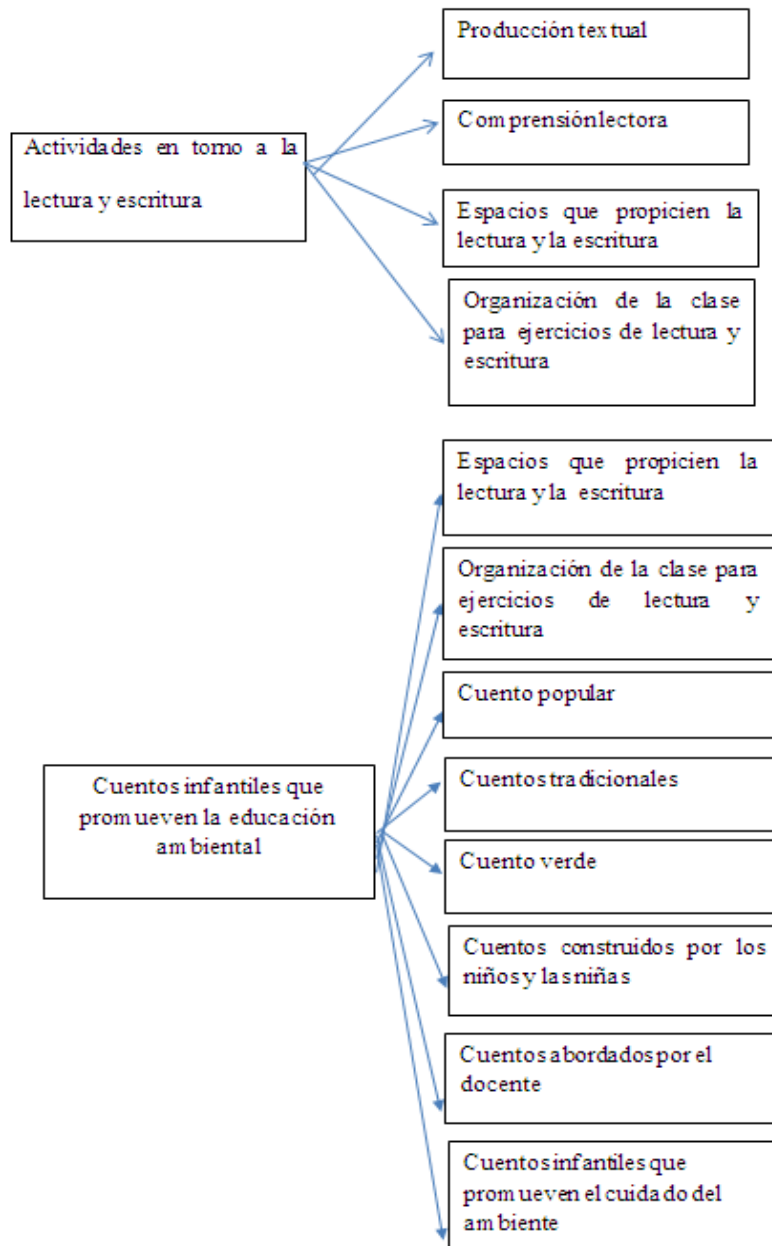 Producción textual
Comprensión lectora
Actividades en torno a la
lectura y escritura
Espacios que propicien la
lectura y la escritura
Organización de la clase
para ejercicios de lectura y
escritura
Espacios que propicien la
lectura y la escritura
Organización de la clase para
ejercicios de lectura y
escritura
Cuento popular
Cuentos infantiles que
promueven la educación
ambiental
Cuentos tradicionales
Cuento verde
Cuentos construidos por los
niños y las niñas
Cuentos abordados por el
docente
Cuentos infantiles que
promueven el cuidado del
ambiente